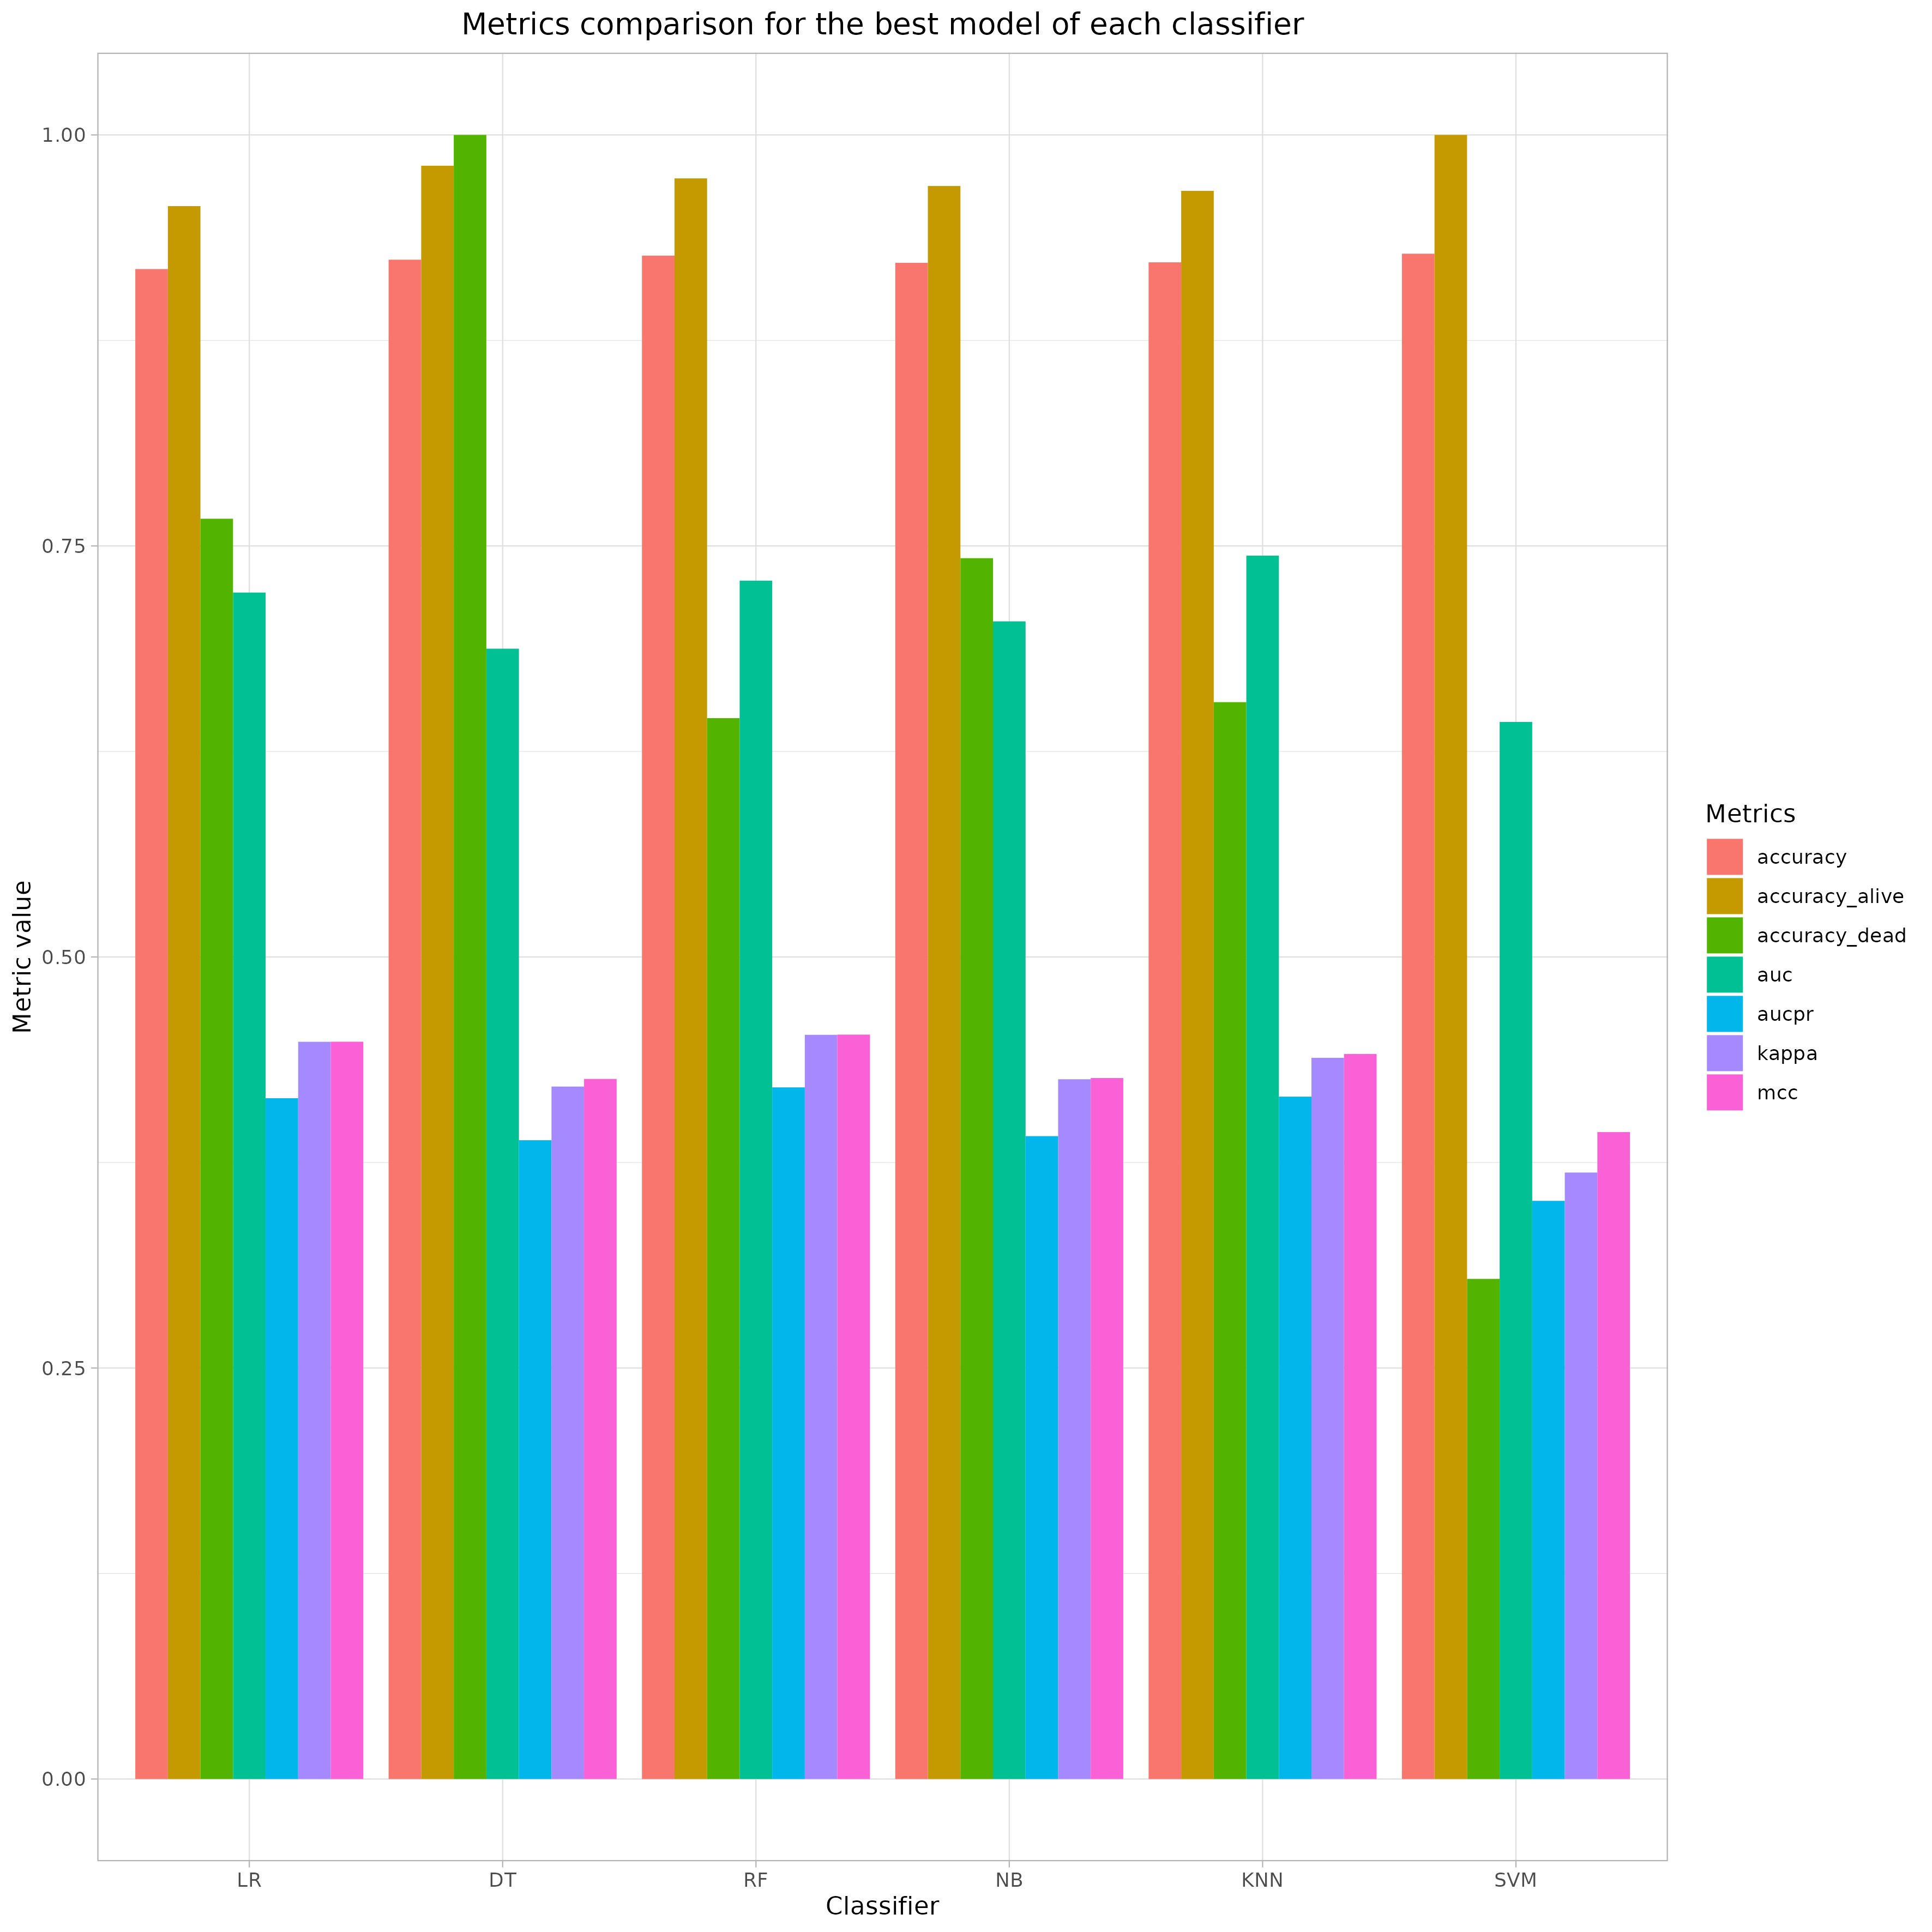 Metrics comparison for the best model of each classifier
Metric value
1.00
0.75
0.50
0.25
0.00
LR DT RF NB KNN SVM
Classifier
Metrics
accuracy
accuracy_alive
accuracy_dead
auc
aucpr
kappa
mcc